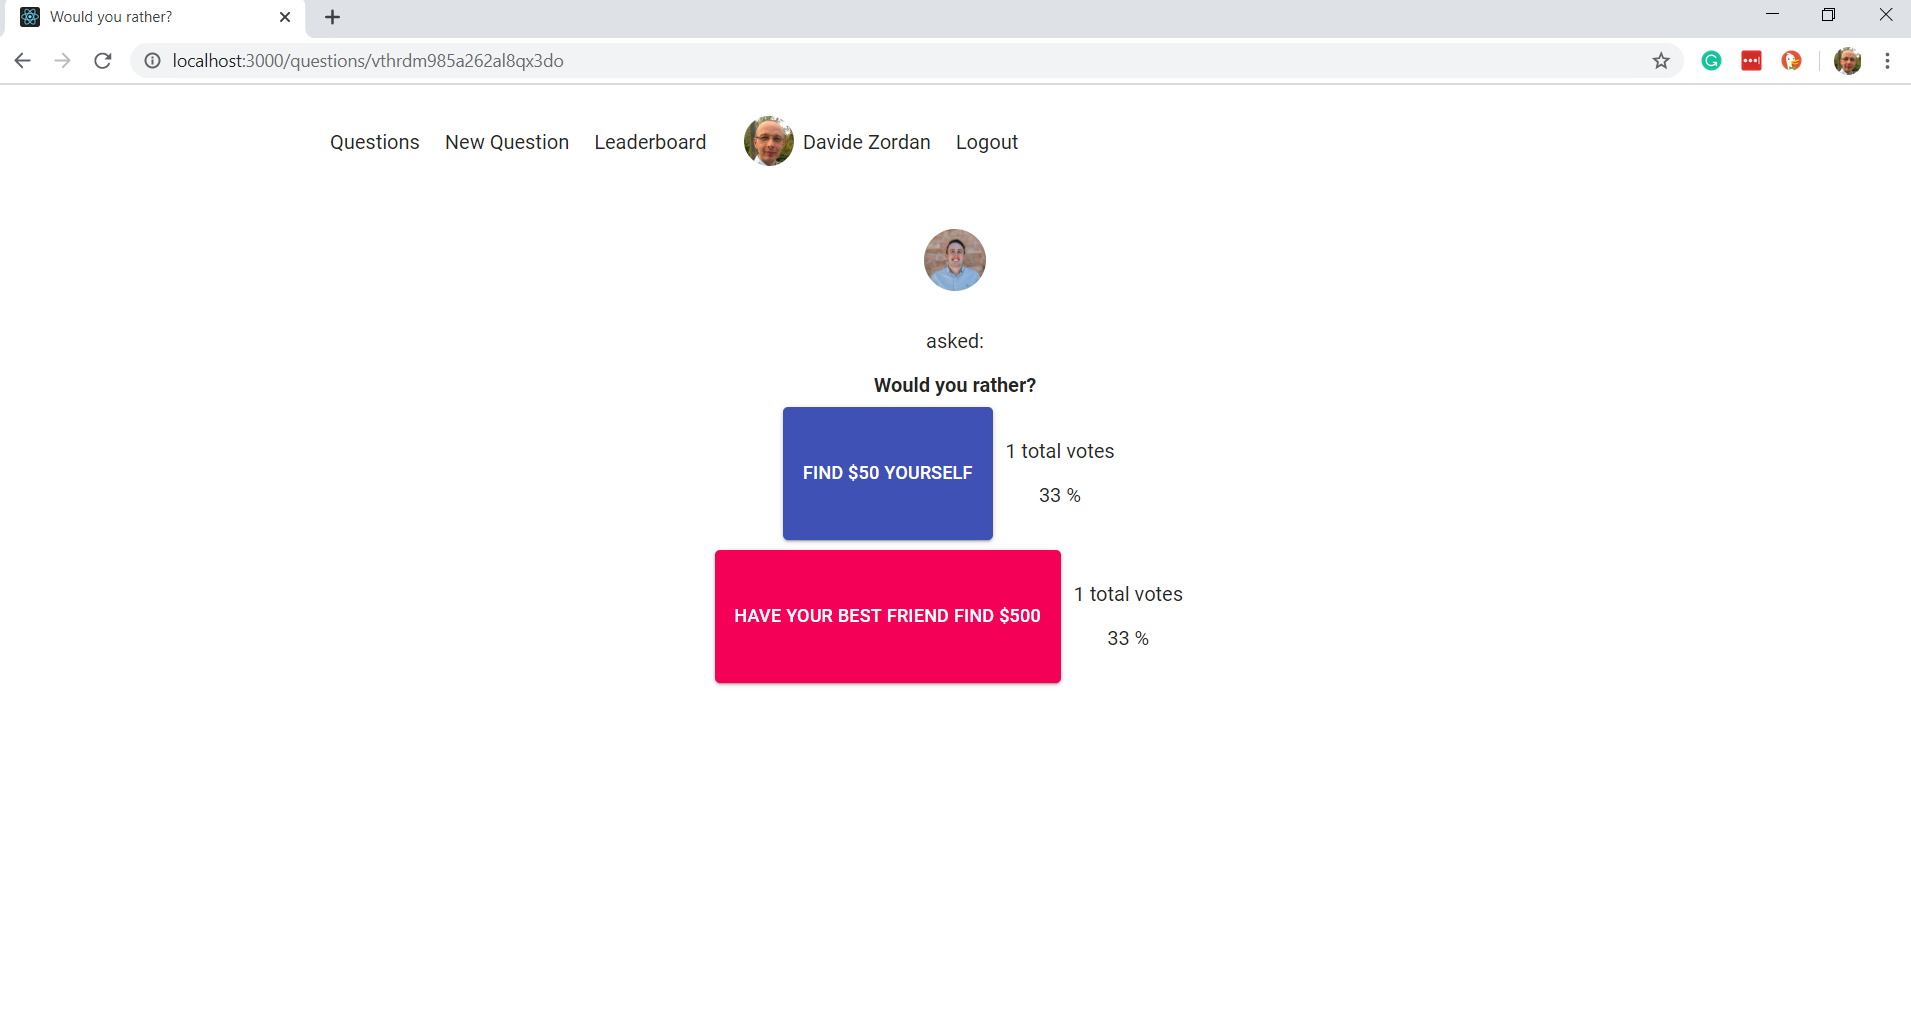 Would you rather?
localhost:3000/questions/vthrdm985a262al8qx3do
Questions New Question Leaderboard Davide Zordan Logout
asked:
Would you rather?
FIND $50 YOURSELF
1 total votes
33 %
HAVE YOUR BEST FRIEND FIND $500
1 total votes
33 %